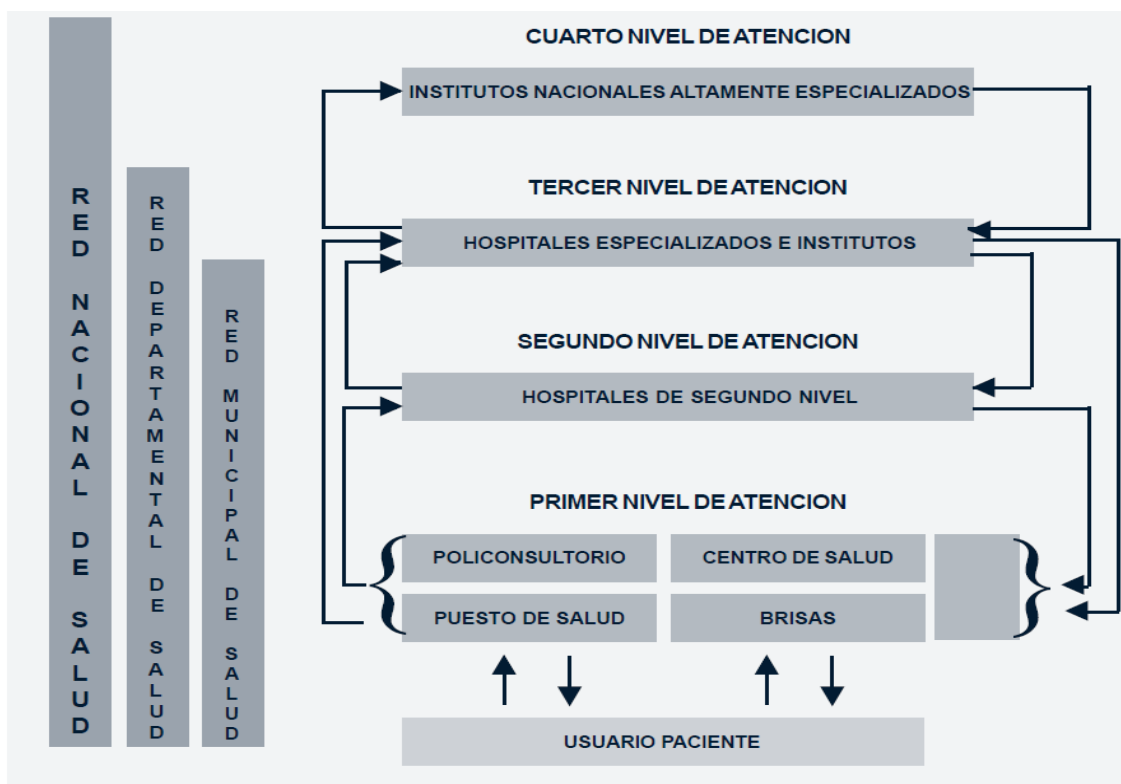 CUARTO NIVEL DE ATENCION
INSTITUTOS NACIONALES ALTAMENTE ESPECIALIZADOS
TERCER NIVEL DE ATENCION
HOSPITALES ESPECIALIZADOS E INSTITUTOS
SEGUNDO NIVEL DE ATENCION
HOSPITALES DE SEGUNDO NIVEL
PRIMER NIVEL DE ATENCION
POLICONSULTORIO
CENTRO DE SALUD
PUESTO DE SALUD
BRISAS
USUARIO PACIENTE
RED NACIONAL DE SALUD
RED DEPARTAMENTAL DE SALUD
RED MUNICIPAL DE SALUD